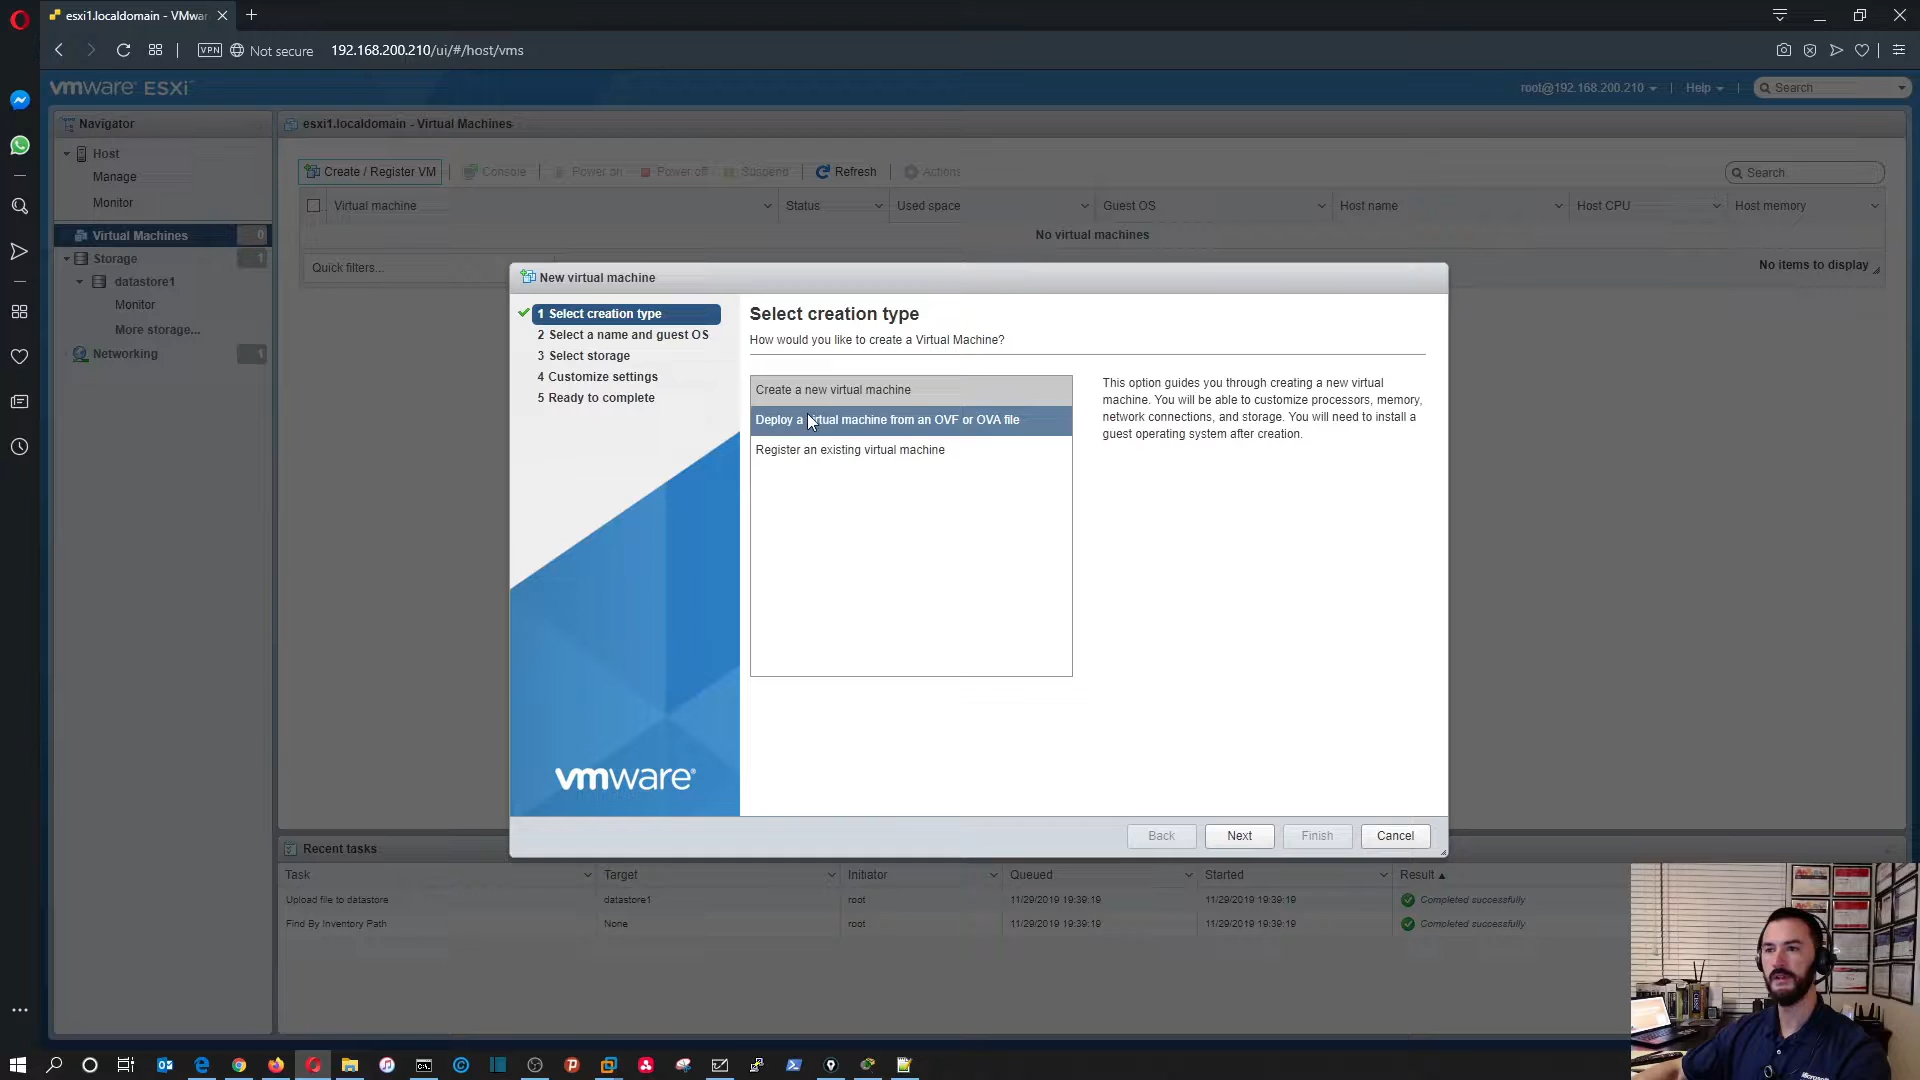 esxi1.localdomain - VMwar
VPN
Not secure
192.168.200.210/ui/#/host/vms
vmware ESXi
root@192.168.200.210
Help
Search
Navigator
esxi1.localdomain - Virtual Machines
Host
Manage
Monitor
Virtual Machines 0
Storage 1
datastore1
Monitor
More storage...
Networking 1
Create / Register VM
Console
Power on
Power off
Suspend
Refresh
Actions
Search
Virtual machine
Status
Used space
Guest OS
Host name
Host CPU
Host memory
No virtual machines
Quick filters...
No items to display
New virtual machine
1 Select creation type
2 Select a name and guest OS
3 Select storage
4 Customize settings
5 Ready to complete
vmware®
Select creation type
How would you like to create a Virtual Machine?
Create a new virtual machine
Deploy a virtual machine from an OVF or OVA file
Register an existing virtual machine
This option guides you through creating a new virtual
machine. You will be able to customize processors, memory,
network connections, and storage. You will need to install a
guest operating system after creation.
Back
Next
Finish
Cancel
Recent tasks
Task Target Initiator Queued Started Result
Upload file to datastore datastore1 root 11/29/2019 19:39:19 11/29/2019 19:39:19 Completed successfully
Find By Inventory Path None root 11/29/2019 19:39:19 11/29/2019 19:39:19 Completed successfully